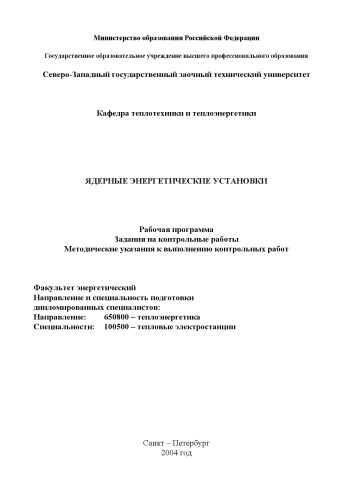 Министерство образования Российской Федерации
Государственное образовательное учреждение высшего профессионального образования
Северо-Западный государственный заочный технический университет
Кафедра теплотехники и теплоэнергетики
ЯДЕРНЫЕ ЭНЕРГЕТИЧЕСКИЕ УСТАНОВКИ
Рабочая программа
Задания на контрольные работы
Методические указания к выполнению контрольных работ
Факультет энергетический
Направление и специальность подготовки
дипломированных специалистов:
Направление: 650800 – теплоэнергетика
Специальности: 100500 – тепловые электростанции
Санкт – Петербург
2004 год